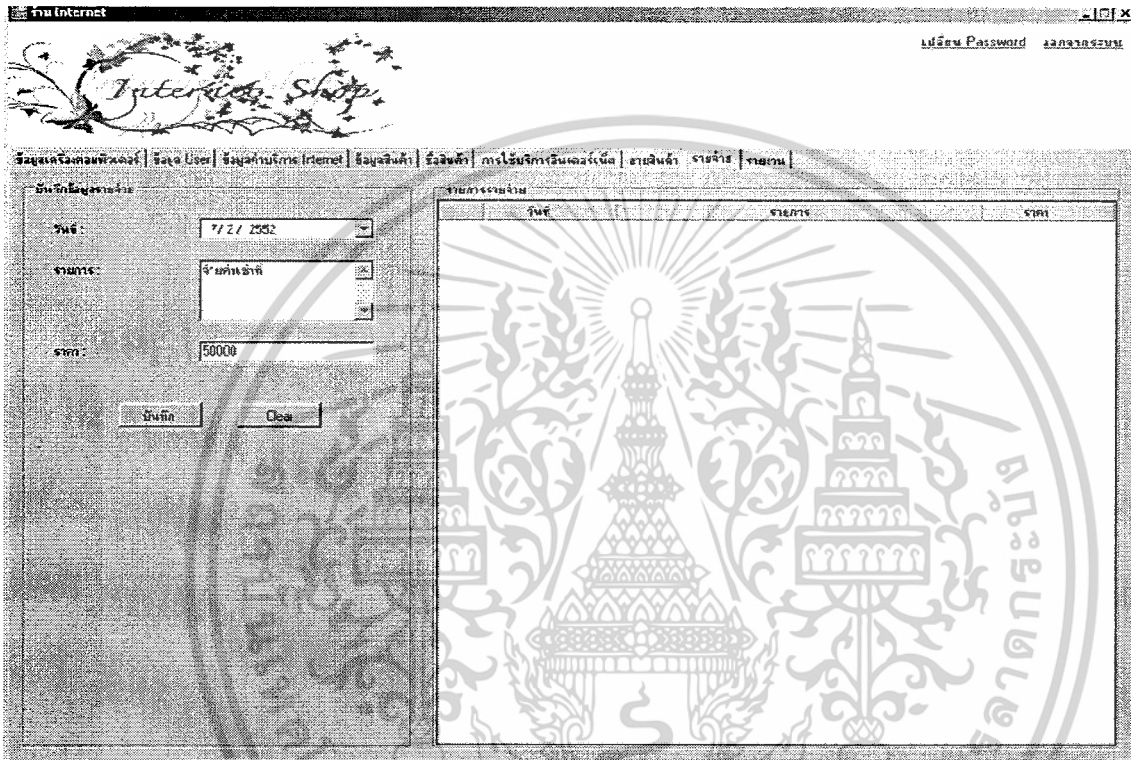 ร้าน Internet
เปลี่ยน Password ออกจากระบบ
Internet Shop
ข้อมูลเครื่องคอมพิวเตอร์ ข้อมูล User ข้อมูลค่าบริการ Internet ข้อมูลสินค้า ซื้อสินค้า การใช้บริการอินเตอร์เน็ต ขายสินค้า รายจ่าย รายงาน
บันทึกข้อมูลรายจ่าย
รายการรายจ่าย
วันที่ รายการ ราคา
วันที่ : 7/ 2 / 2552
รายการ : จ่ายค่าเช่าที่
ราคา : 50000
บันทึก Clear